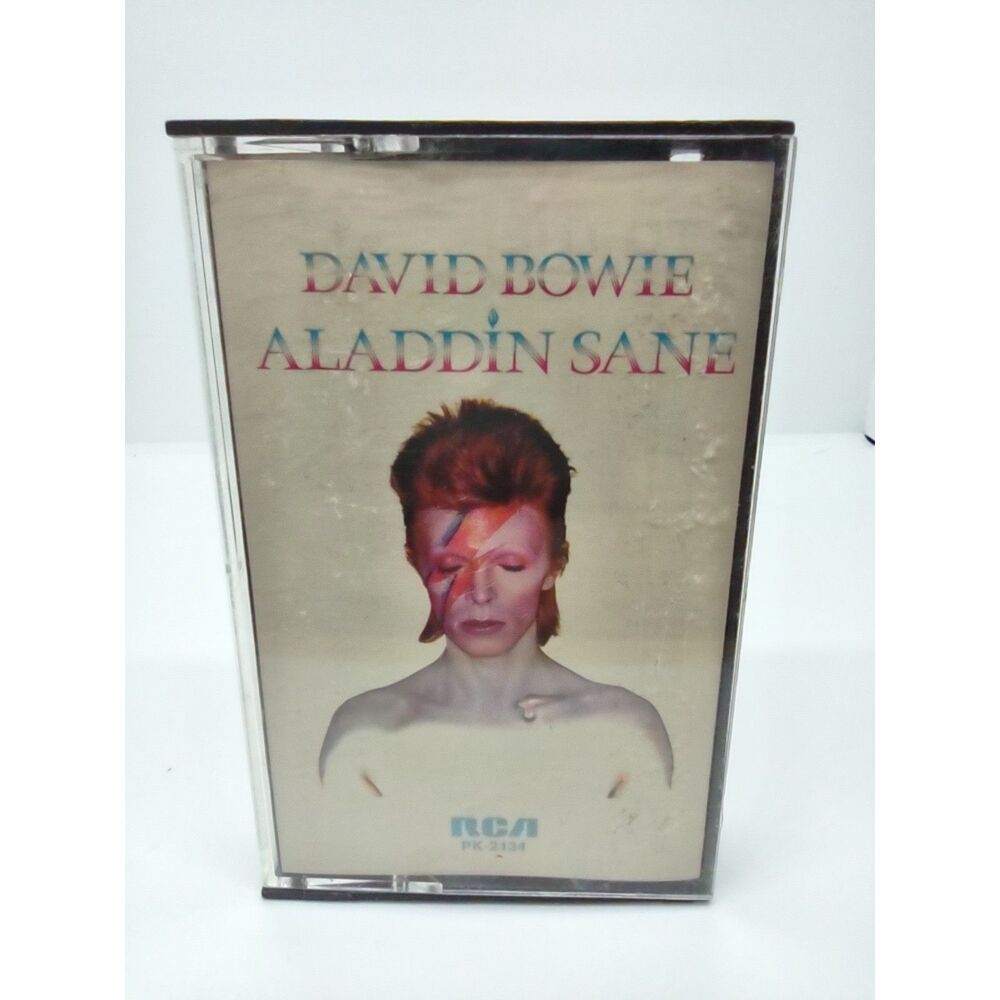 DAVID BOWIE
ALADDIN SANE
RCA
PK-2134